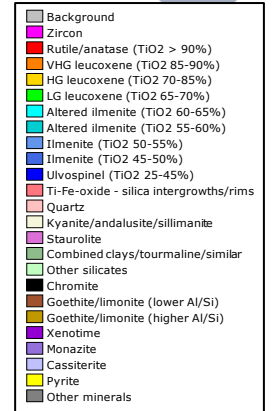 Background
Zircon
Rutile/anatase (TiO2 > 90%)
VHG leucoxene (TiO2 85-90%)
HG leucoxene (TiO2 70-85%)
LG leucoxene (TiO2 65-70%)
Altered ilmenite (TiO2 60-65%)
Altered ilmenite (TiO2 55-60%)
Ilmenite (TiO2 50-55%)
Ilmenite (TiO2 45-50%)
Ulvospinel (TiO2 25-45%)
Ti-Fe-oxide - silica intergrowths/rims
Quartz
Kyanite/andalusite/sillimanite
Staurolite
Combined clays/tourmaline/similar
Other silicates
Chromite
Goethite/limonite (lower Al/Si)
Goethite/limonite (higher Al/Si)
Xenotime
Monazite
Cassiterite
Pyrite
Other minerals